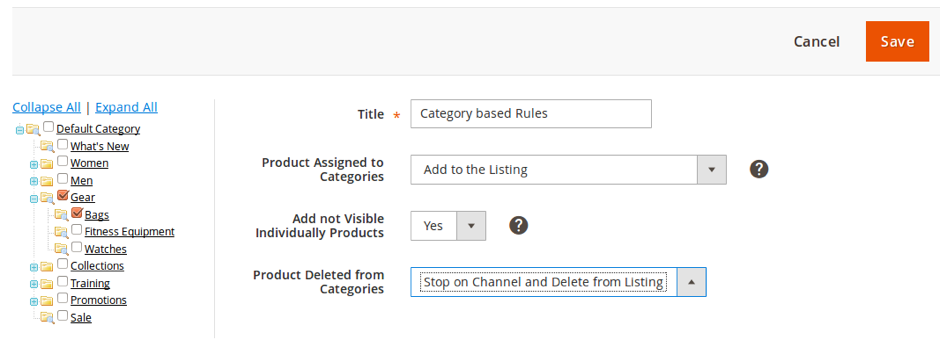 Cancel
Save
Collapse All | Expand All
Default Category
What's New
Women
Men
Gear
Bags
Fitness Equipment
Watches
Collections
Training
Promotions
Sale
Title * Category based Rules
Product Assigned to
Categories
Add to the Listing
?
Add not Visible
Individually Products
Yes
?
Product Deleted from
Categories
Stop on Channel and Delete from Listing